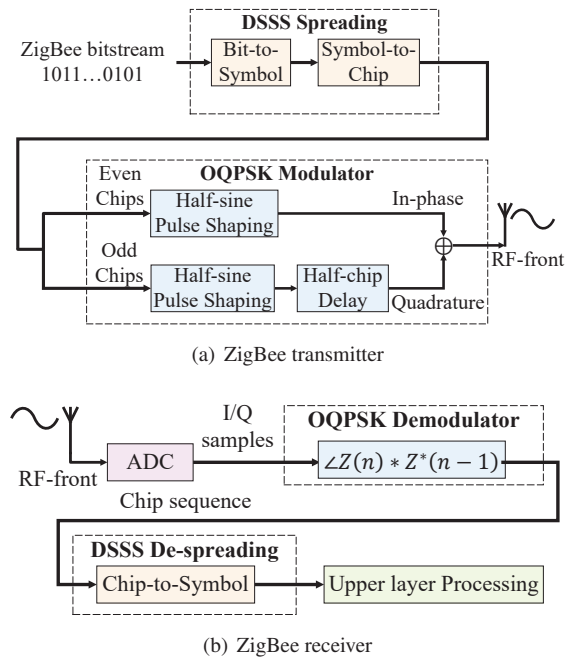 DSSS Spreading
ZigBee bitstream
1011…0101
Bit-to-
Symbol
Symbol-to-
Chip
OQPSK Modulator
Even
Chips
Half-sine
Pulse Shaping
In-phase
Odd
Chips
Half-sine
Pulse Shaping
Half-chip
Delay
Quadrature
RF-front
(a) ZigBee transmitter
I/Q
samples
OQPSK Demodulator
RF-front
ADC
∠Z(n) ∗ Z*(n − 1)
Chip sequence
DSSS De-spreading
Chip-to-Symbol
Upper layer Processing
(b) ZigBee receiver